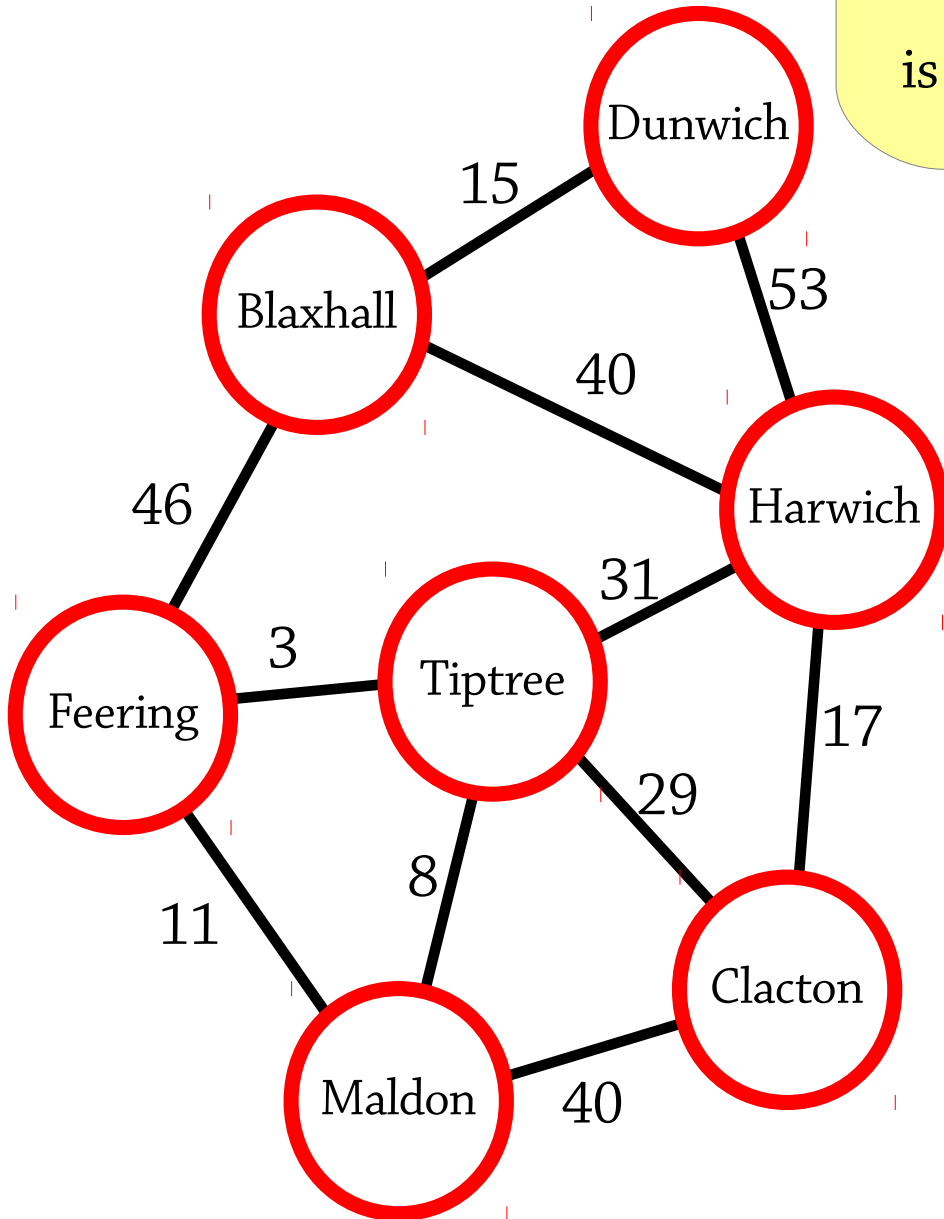 is
Dunwich
15
53
Blaxhall
40
46
Harwich
31
3
Tiptree
Feering
17
29
8
11
Clacton
Maldon
40